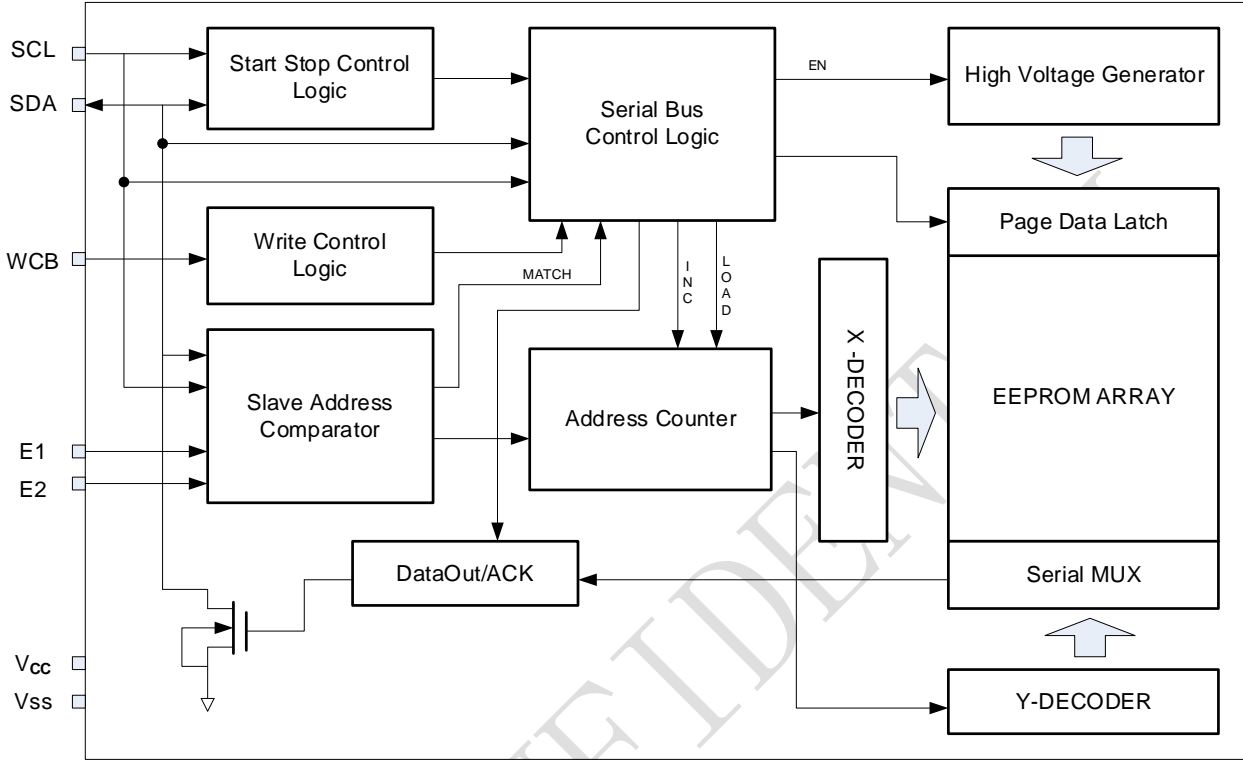 SCL
SDA
WCB
E1
E2
Vcc
Vss
Start Stop Control
Logic
Write Control
Logic
Slave Address
Comparator
MATCH
Serial Bus
Control Logic
EN
INC
LOAD
Address Counter
DataOut/ACK
X -DECODER
High Voltage Generator
Page Data Latch
EEPROM ARRAY
Serial MUX
Y-DECODER